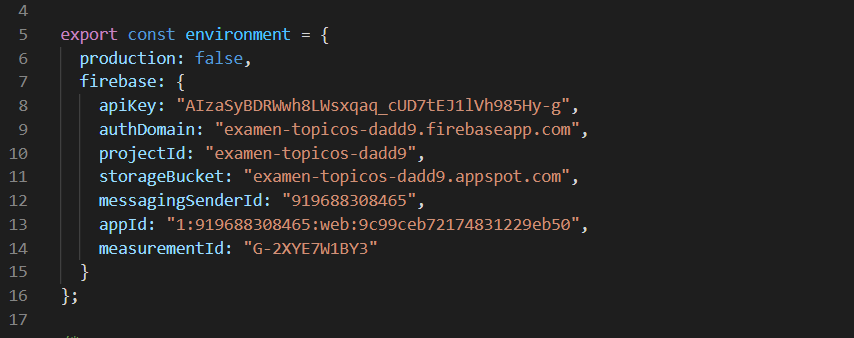 4
5 export const environment = {
6 production: false,
7 firebase: {
8 apiKey: "AIzaSyBDRWwh8LWsxqaq_cUD7tEJ1lVh985Hy-g",
9 authDomain: "examen-topicos-dadd9.firebaseapp.com",
10 projectId: "examen-topicos-dadd9",
11 storageBucket: "examen-topicos-dadd9.appspot.com",
12 messagingSenderId: "919688308465",
13 appId: "1:919688308465:web:9c99ceb72174831229eb50",
14 measurementId: "G-2XYE7W1BY3"
15 }
16 };
17